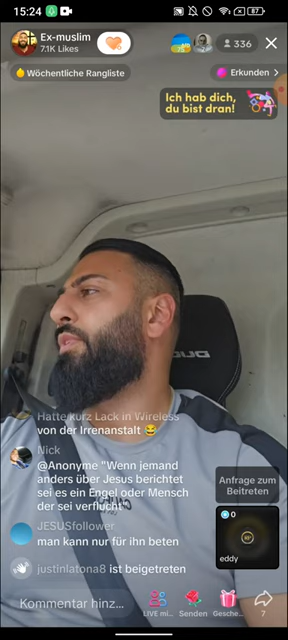 15:24
87
Ex-muslim
7.1K Likes
336
Wöchentliche Rangliste
Erkunden >
Ich hab dich,
du bist dran!
Hatte kurz Lack in Wireless
von der Irrenanstalt 😂
Nick
@Anonyme "Wenn jemand
anders über Jesus berichtet
sei es ein Engel oder Mensch
der sei verflucht"
Anfrage zum
Beitreten
0
eddy
JESUSfollower
man kann nur für ihn beten
justinlatona8 ist beigetreten
Kommentar hinz...
LIVE mi...
Senden
Gesche...
7